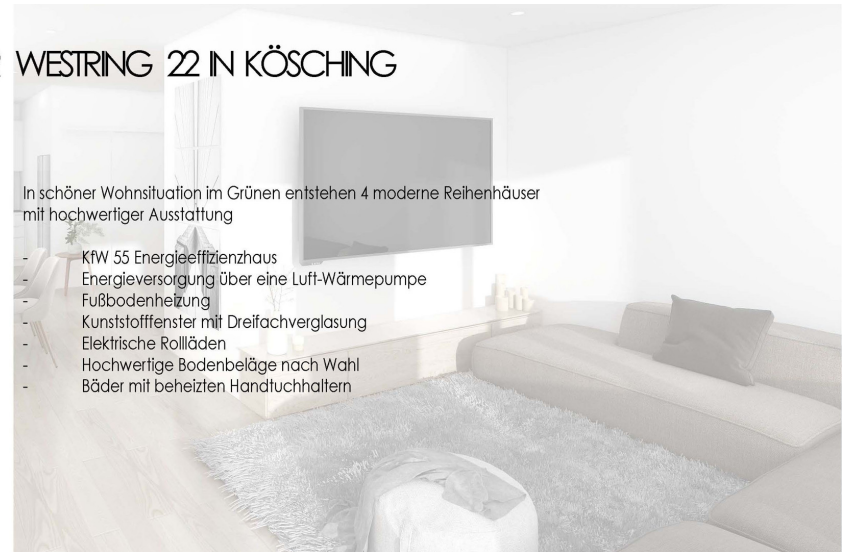 WESTRING 22 IN KÖSCHING
In schöner Wohnsituation im Grünen entstehen 4 moderne Reihenhäuser
mit hochwertiger Ausstattung
- KfW 55 Energieeffizienzhaus
- Energieversorgung über eine Luft-Wärmepumpe
- Fußbodenheizung
- Kunststofffenster mit Dreifachverglasung
- Elektrische Rollläden
- Hochwertige Bodenbeläge nach Wahl
- Bäder mit beheizten Handtuchhaltern